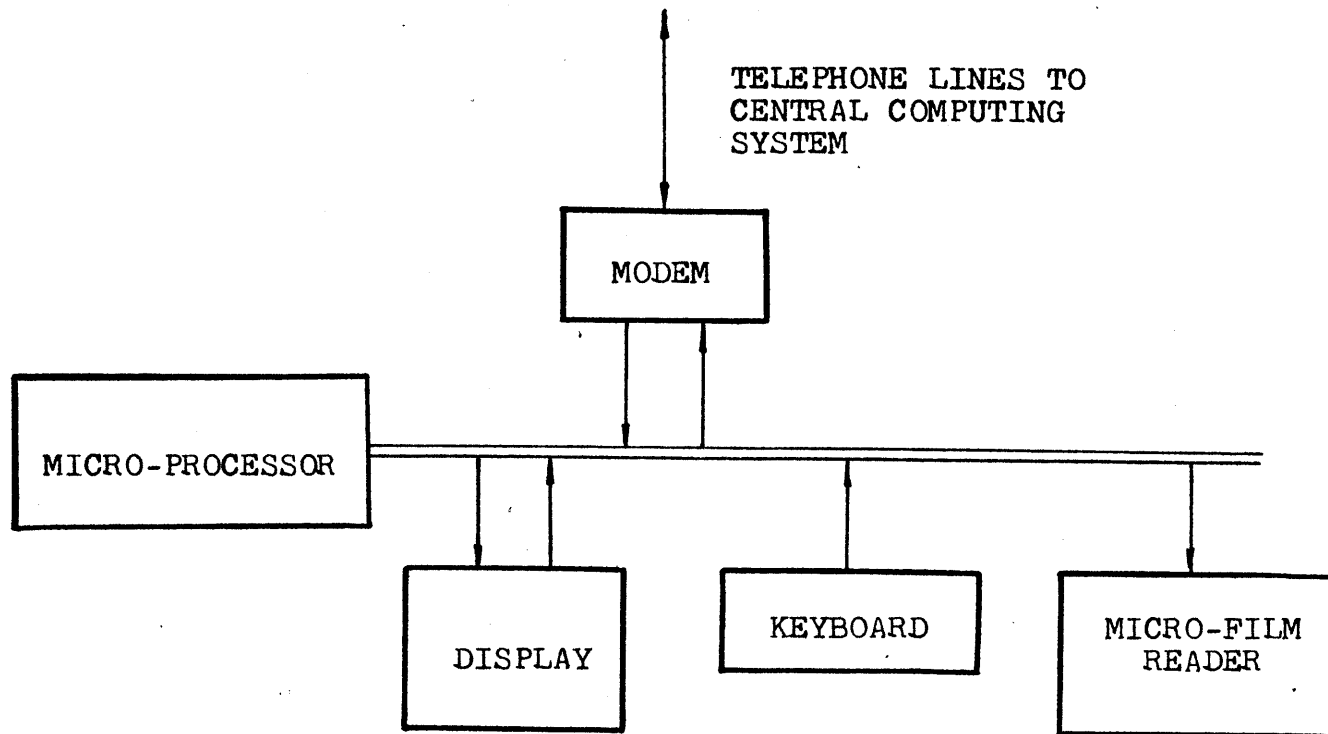 TELEPHONE LINES TO
CENTRAL COMPUTING
SYSTEM
MODEM
MICRO-PROCESSOR
DISPLAY
KEYBOARD
MICRO-FILM
READER